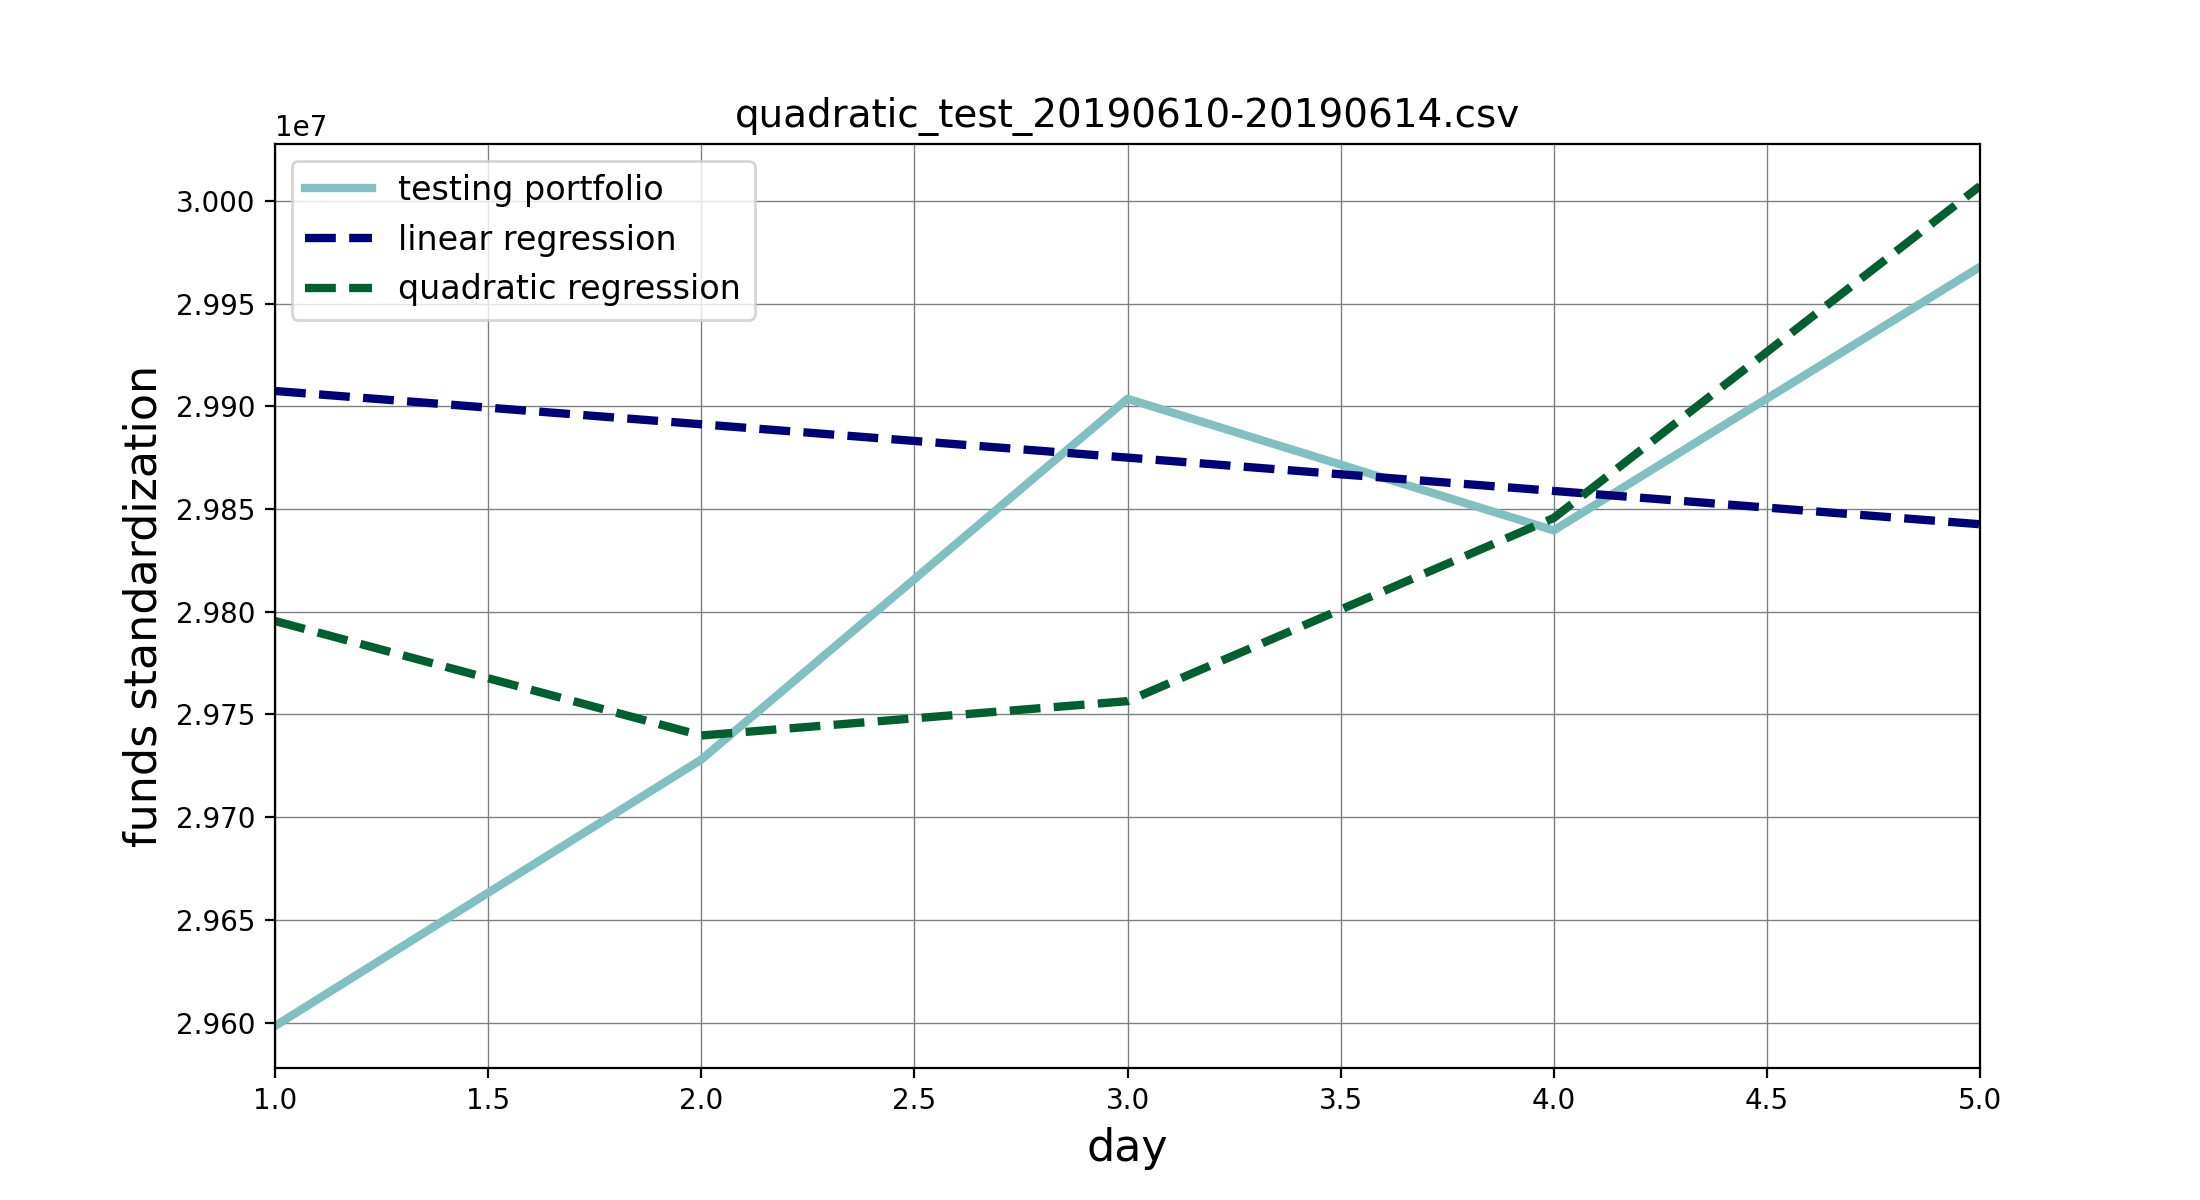 quadratic_test_20190610-20190614.csv
1e7
testing portfolio
linear regression
quadratic regression
funds standardization
3.000
2.995
2.990
2.985
2.980
2.975
2.970
2.965
2.960
1.0 1.5 2.0 2.5 3.0 3.5 4.0 4.5 5.0
day